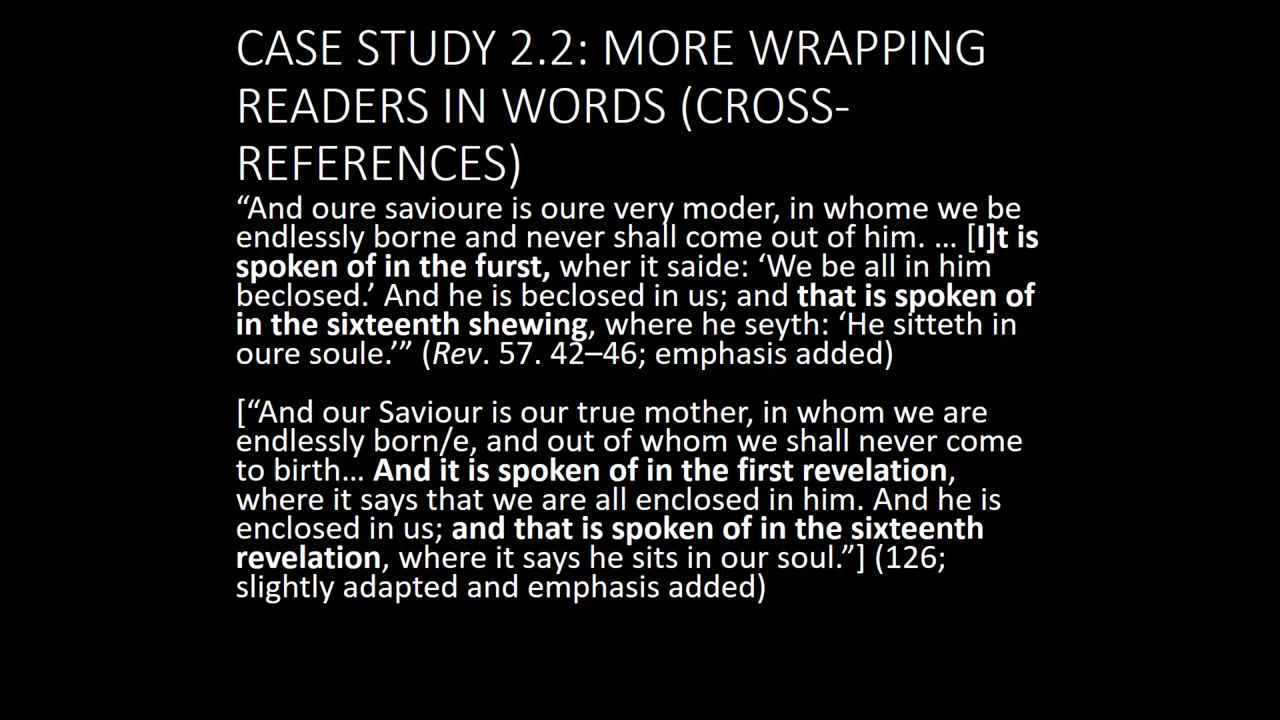 CASE STUDY 2.2: MORE WRAPPING
READERS IN WORDS (CROSS-
REFERENCES)
“And oure savioure is oure very moder, in whome we be
endlessly borne and never shall come out of him. … [I]t is
spoken of in the furst, wher it saide: ‘We be all in him
beclosed.’ And he is beclosed in us; and that is spoken of
in the sixteenth shewing, where he seyth: ‘He sitteth in
oure soule.’” (Rev. 57. 42–46; emphasis added)
[“And our Saviour is our true mother, in whom we are
endlessly born/e, and out of whom we shall never come
to birth… And it is spoken of in the first revelation,
where it says that we are all enclosed in him. And he is
enclosed in us; and that is spoken of in the sixteenth
revelation, where it says he sits in our soul.”] (126;
slightly adapted and emphasis added)